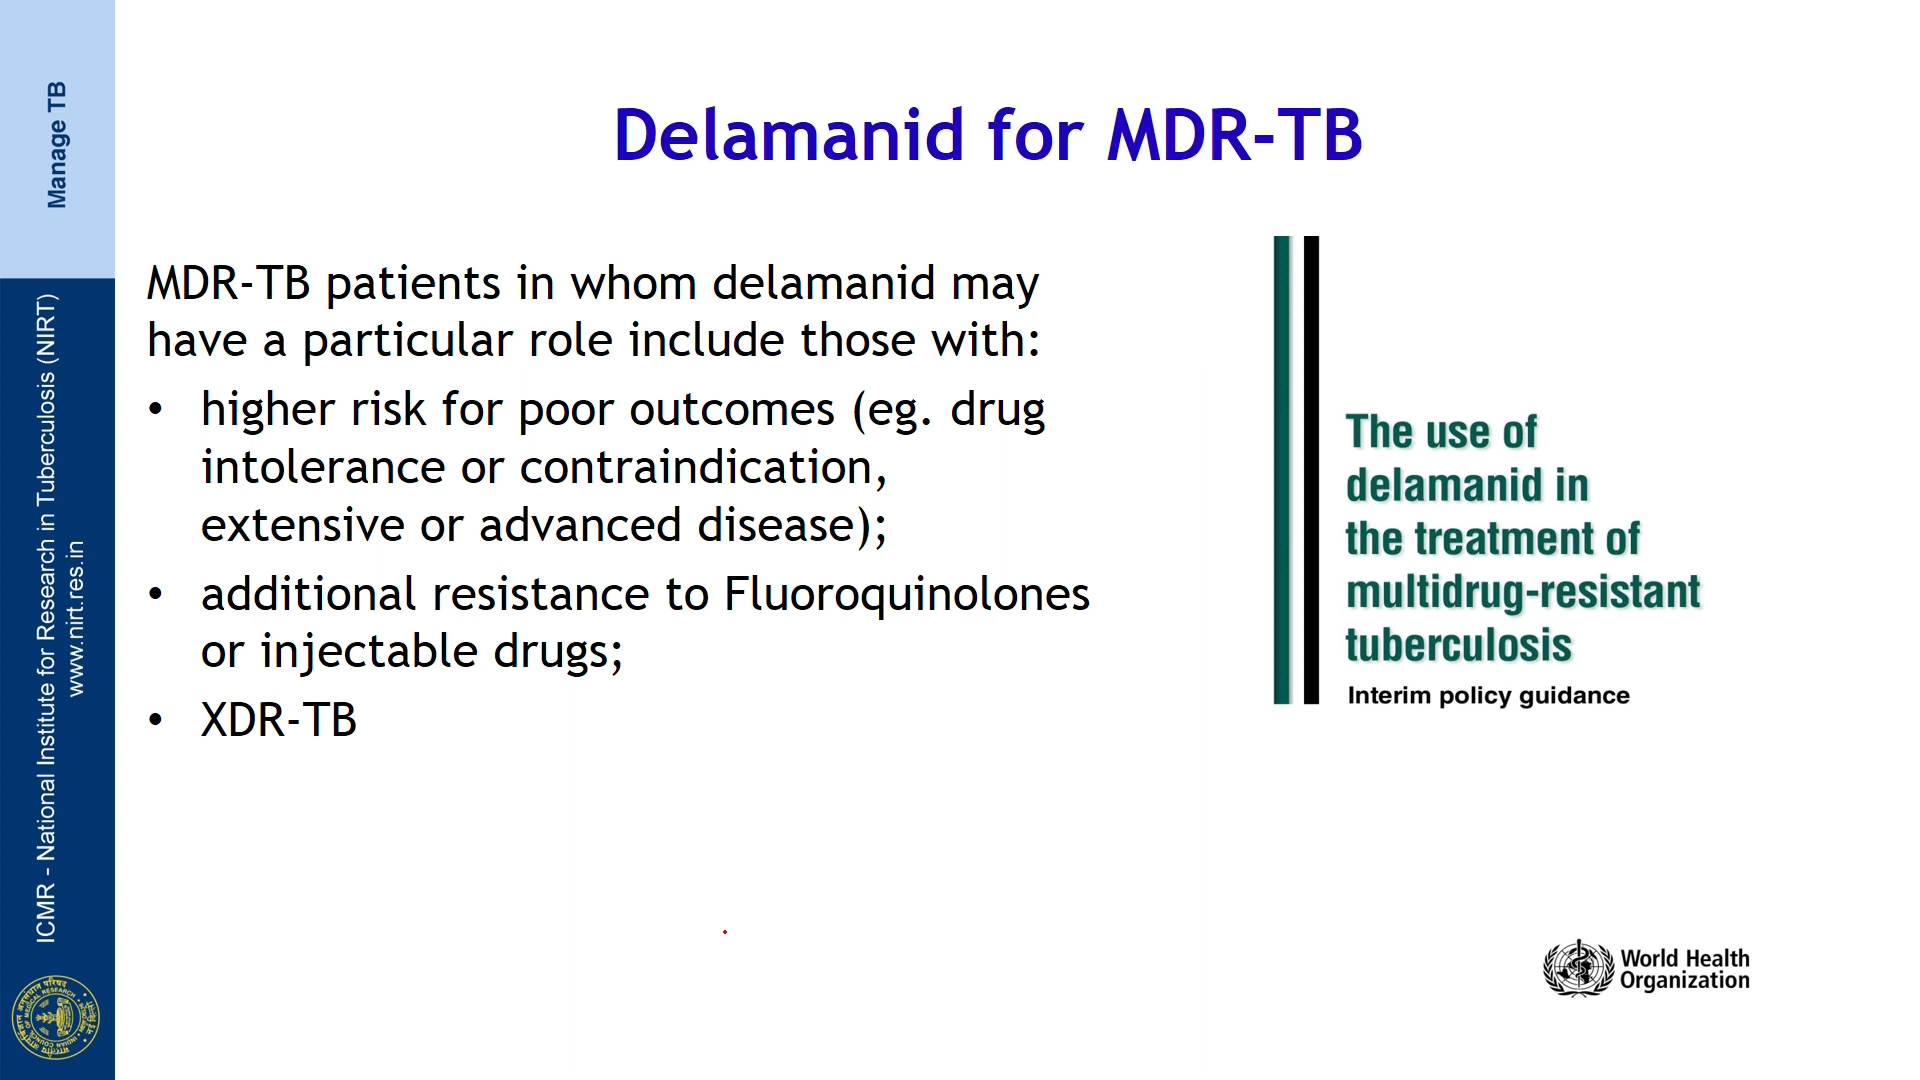 Manage TB
ICMR - National Institute for Research in Tuberculosis (NIRT)
www.nirt.res.in
Delamanid for MDR-TB
MDR-TB patients in whom delamanid may
have a particular role include those with:
• higher risk for poor outcomes (eg. drug
intolerance or contraindication,
extensive or advanced disease);
• additional resistance to Fluoroquinolones
or injectable drugs;
• XDR-TB
The use of
delamanid in
the treatment of
multidrug-resistant
tuberculosis
Interim policy guidance
World Health
Organization